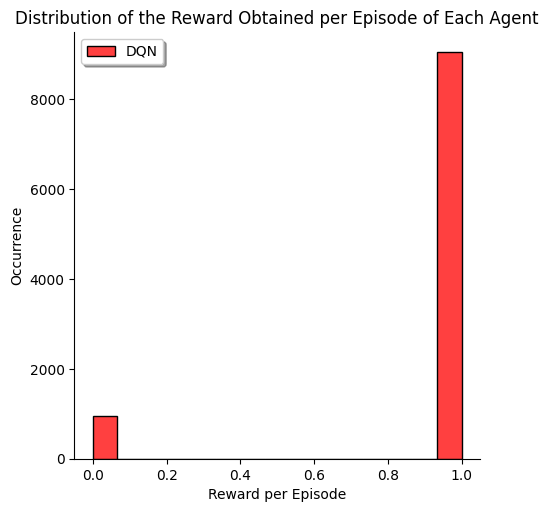 Distribution of the Reward Obtained per Episode of Each Agent
DQN
8000
6000
4000
2000
0
Occurrence
0.0 0.2 0.4 0.6 0.8 1.0
Reward per Episode